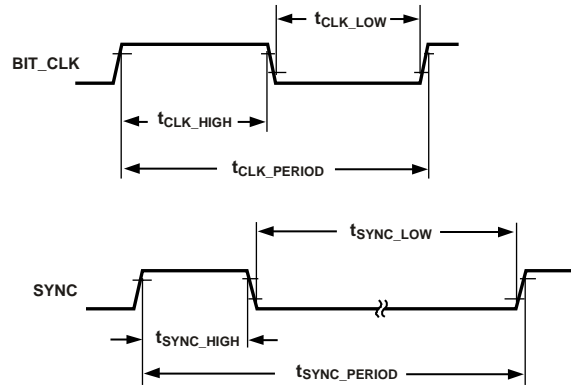 tCLK_LOW
BIT_CLK
tCLK_HIGH
tCLK_PERIOD
tSYNC_LOW
SYNC
tSYNC_HIGH
tSYNC_PERIOD